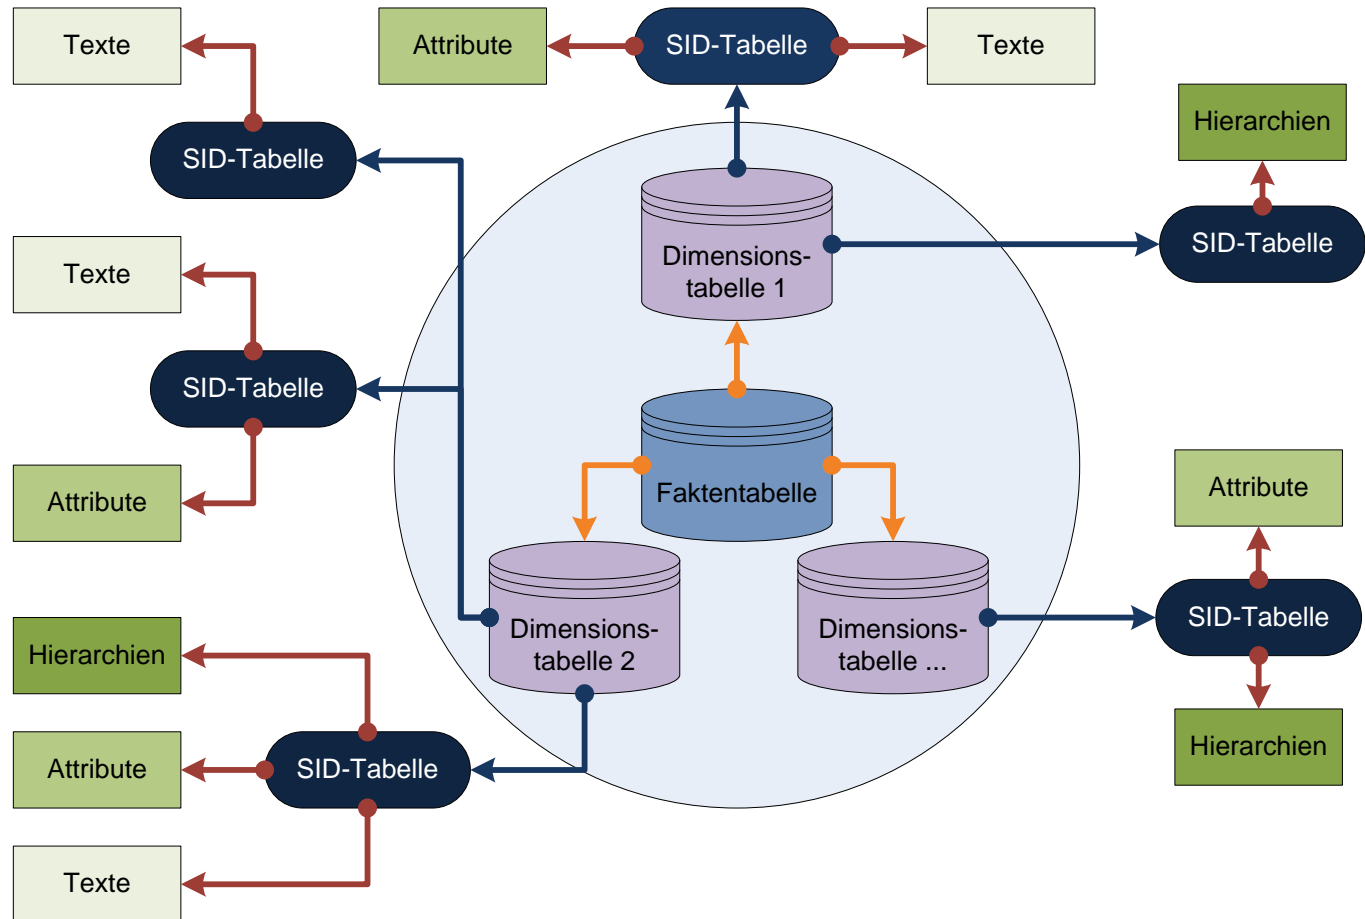 Texte
Attribute
SID-Tabelle
Texte
Hierarchien
SID-Tabelle
SID-Tabelle
Dimensions-
tabelle 1
Texte
SID-Tabelle
Attribute
Faktentabelle
Attribute
SID-Tabelle
Hierarchien
Dimensions-
tabelle 2
Dimensions-
tabelle ...
Hierarchien
Attribute
SID-Tabelle
Texte